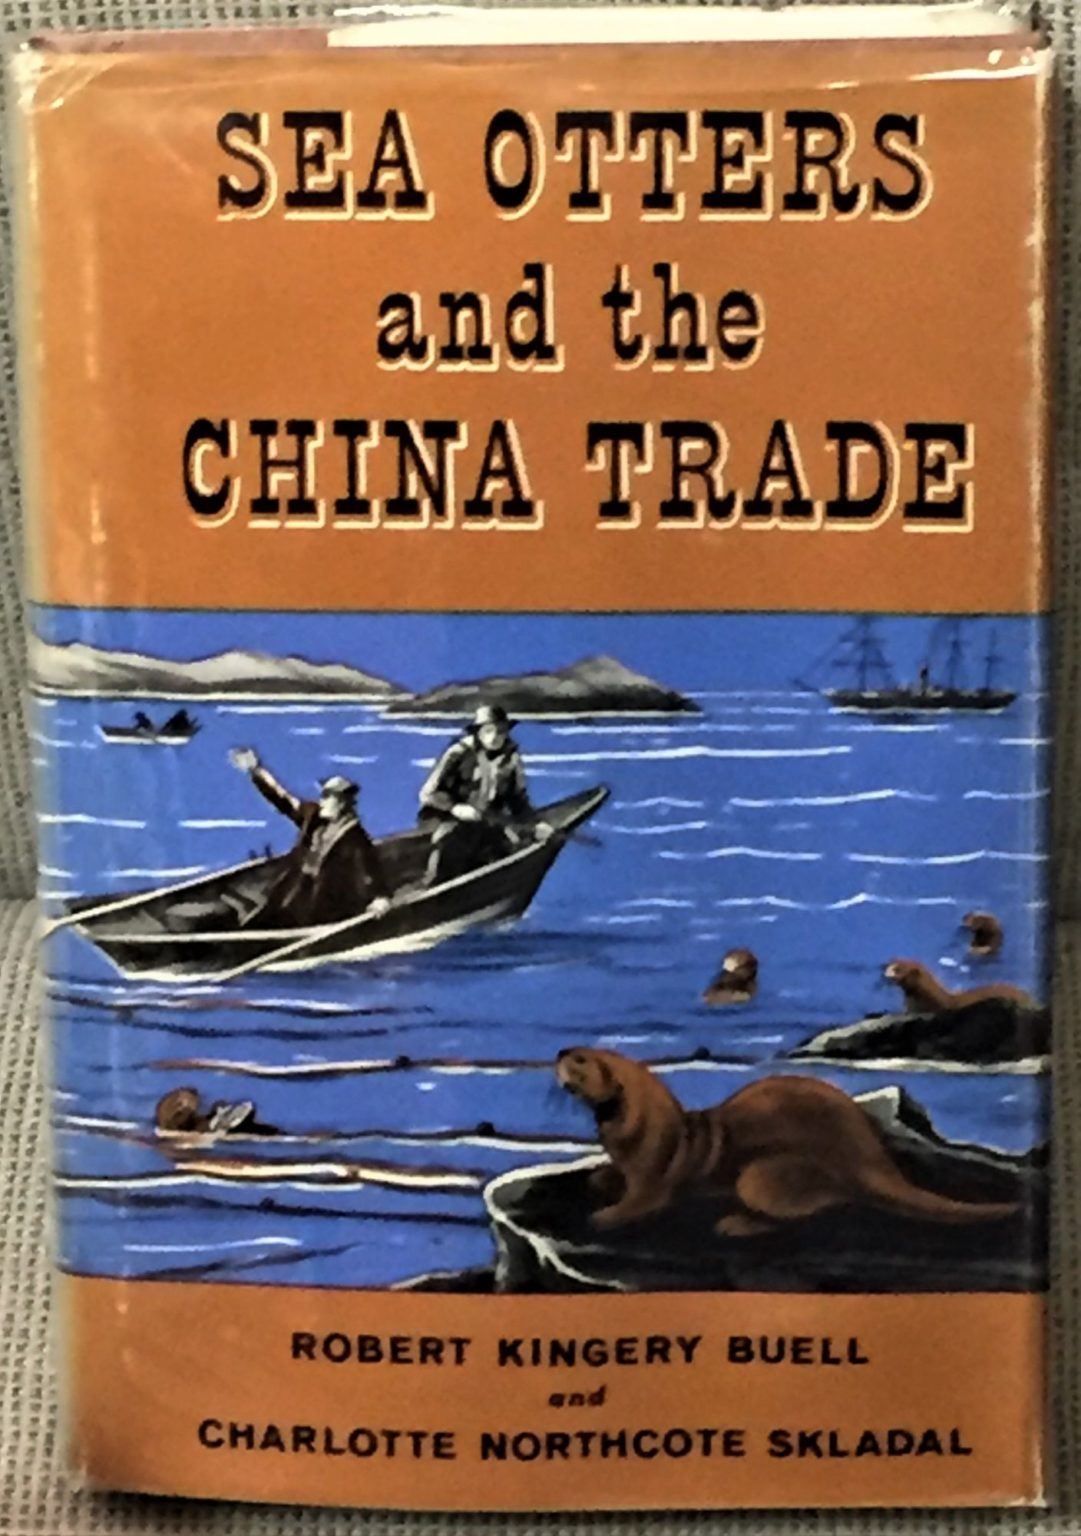 SEA OTTERS
and the
CHINA TRADE
ROBERT KINGERY BUELL
and
CHARLOTTE NORTHCOTE SKLADAL